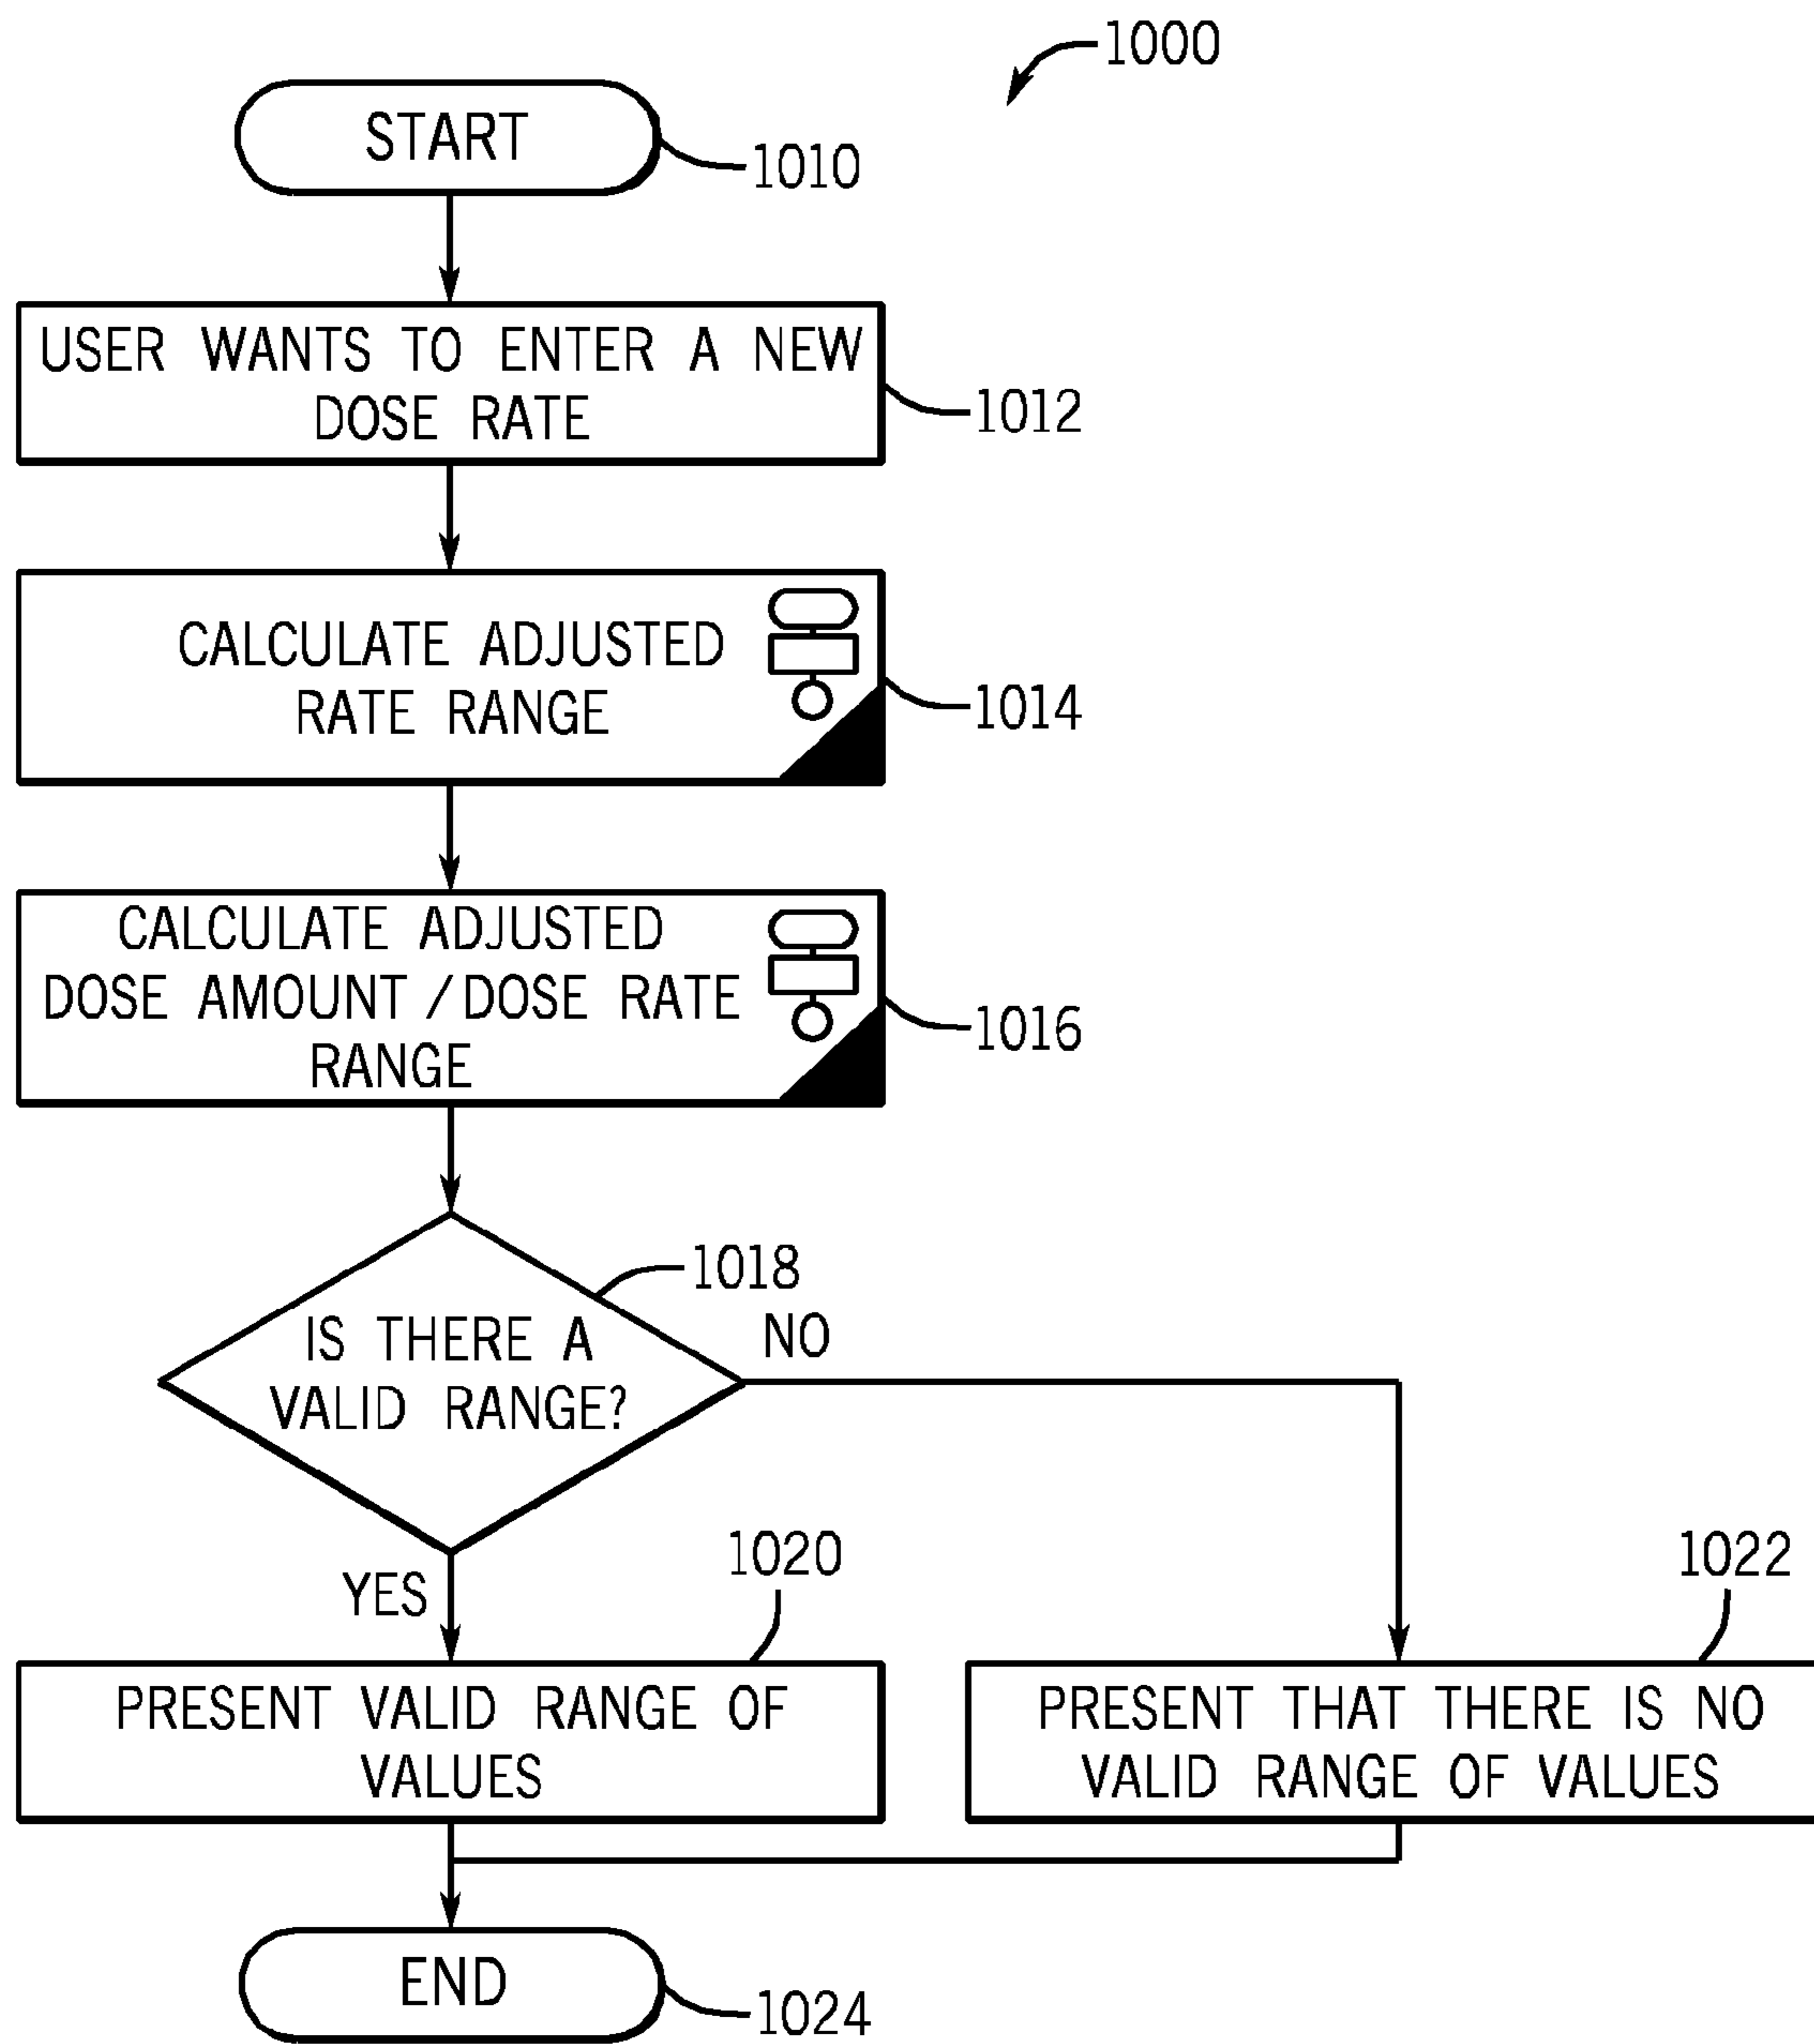 1000
START
1010
USER WANTS TO ENTER A NEW
DOSE RATE
1012
CALCULATE ADJUSTED
RATE RANGE
1014
CALCULATE ADJUSTED
DOSE AMOUNT / DOSE RATE
RANGE
1016
1018
IS THERE A
VALID RANGE?
NO
YES
1020
1022
PRESENT VALID RANGE OF
VALUES
PRESENT THAT THERE IS NO
VALID RANGE OF VALUES
END
1024